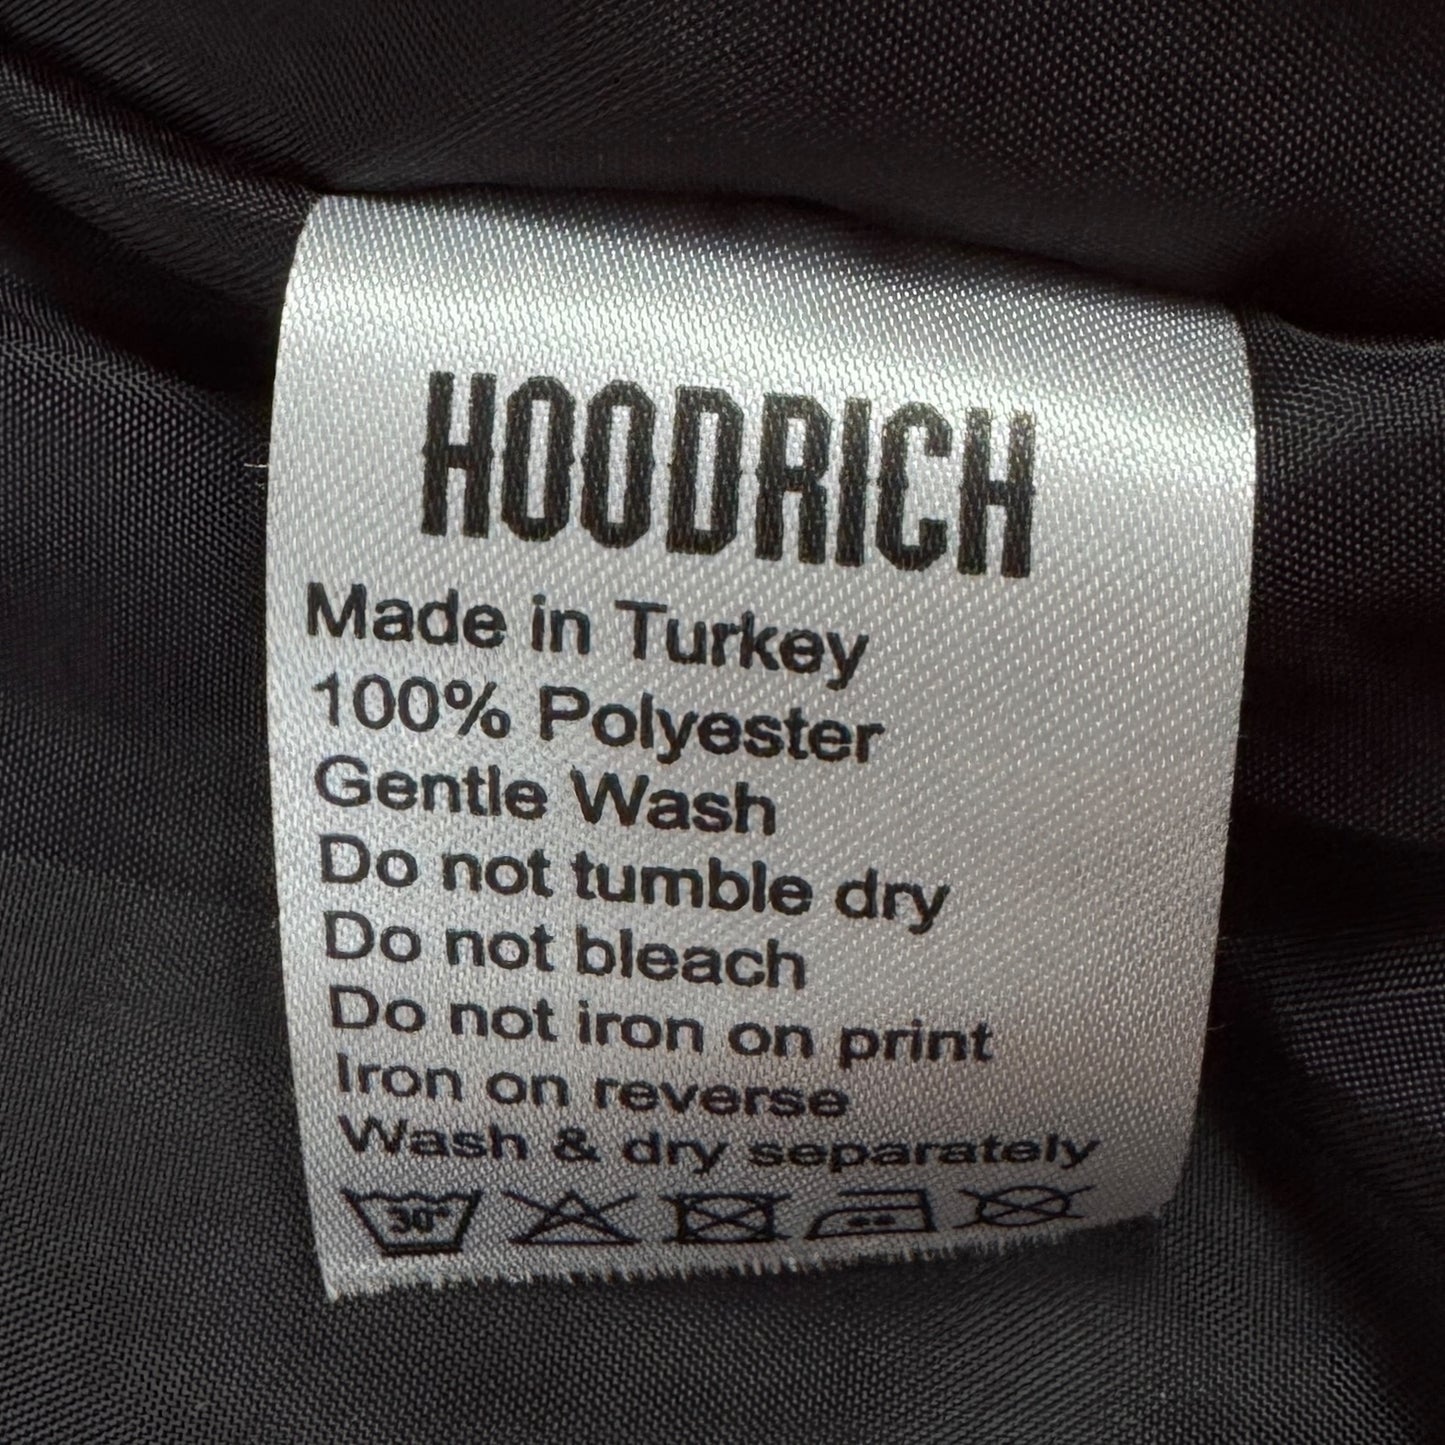 HOODRICH
Made in Turkey
100% Polyester
Gentle Wash
Do not tumble dry
Do not bleach
Do not iron on print
Iron on reverse
Wash & dry separately
30°